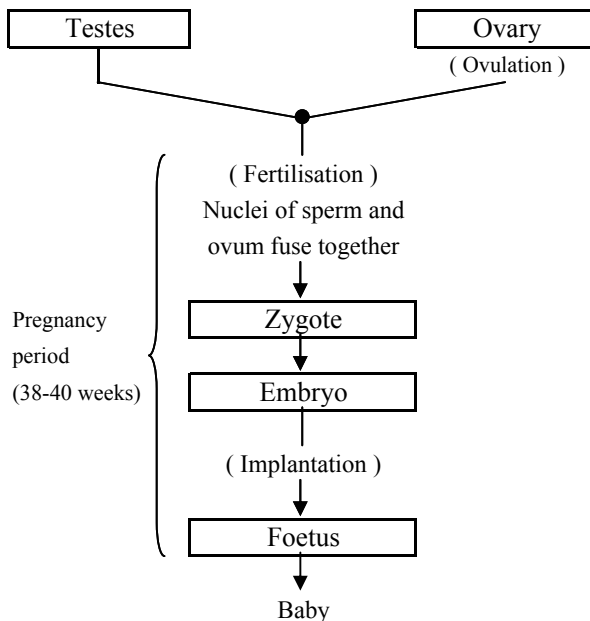 Testes
Ovary
( Ovulation )
( Fertilisation )
Nuclei of sperm and
ovum fuse together
Zygote
Pregnancy
period
(38-40 weeks)
Embryo
( Implantation )
Foetus
Baby